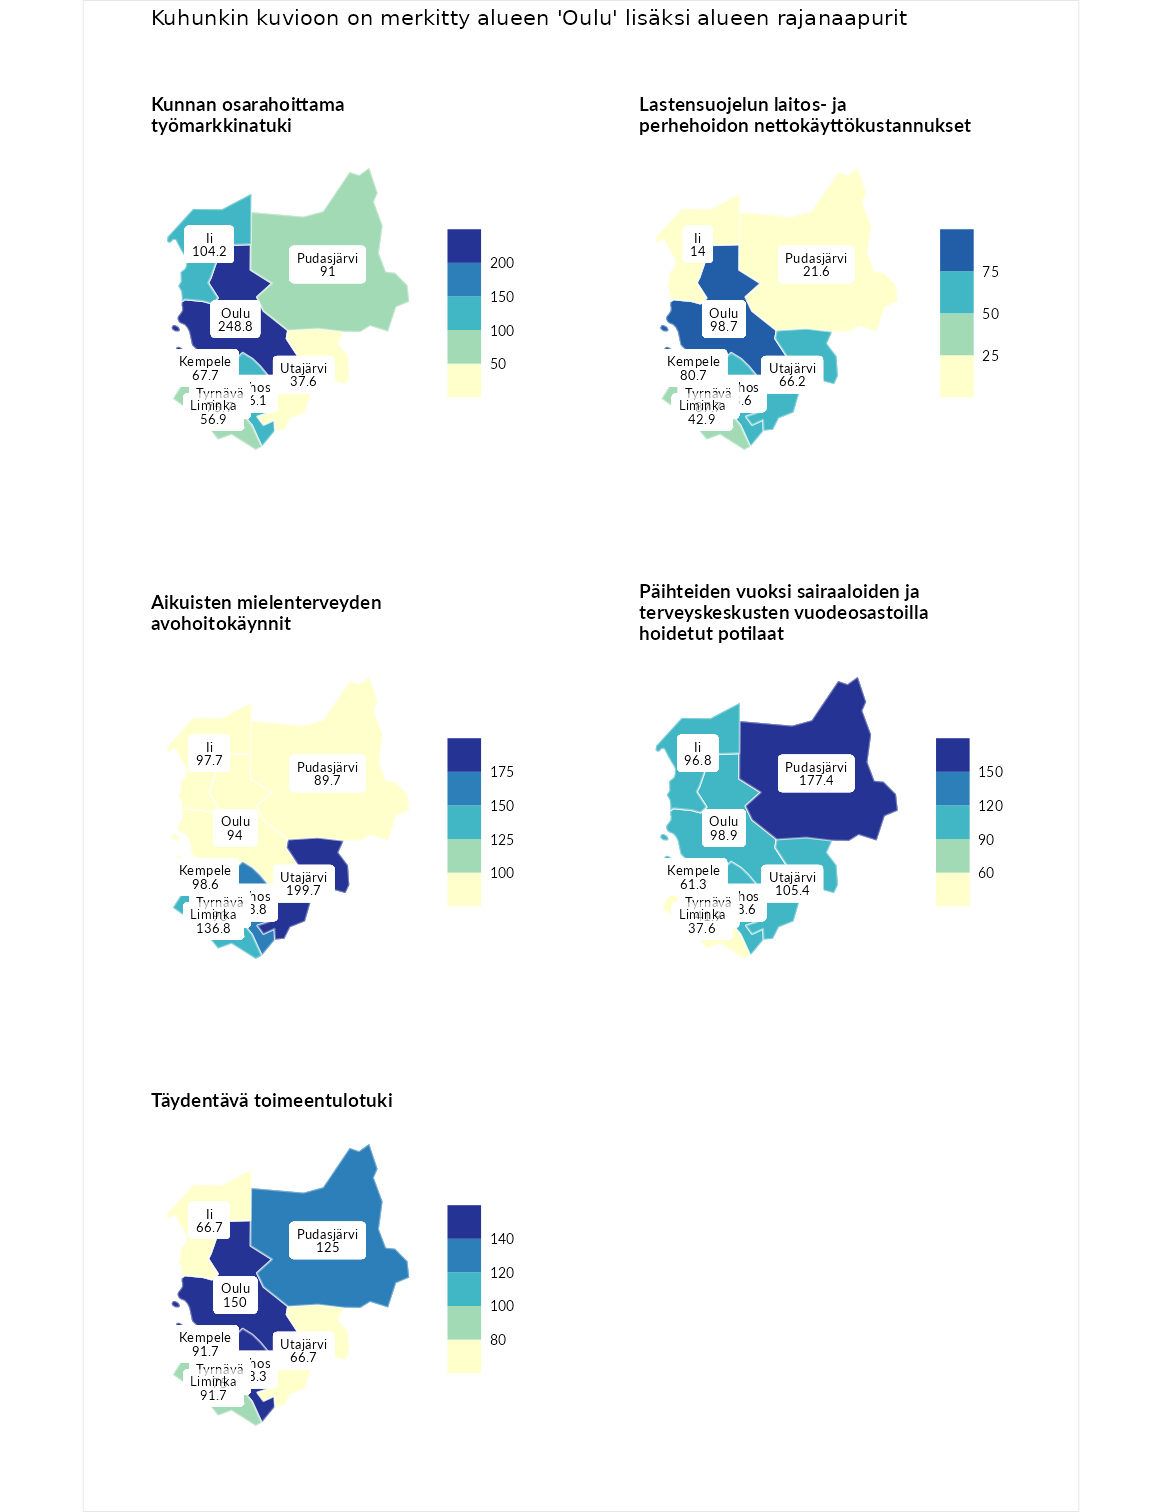 Kuhunkin kuvioon on merkitty alueen 'Oulu' lisäksi alueen rajanaapurit
Kunnan osarahoittama
työmarkkinatuki
Ii
104.2
Pudasjärvi
91
Oulu
248.8
Kempele
67.7
Utajärvi
37.6
Tyrnävä
Liminka
56.9
200
150
100
50
Lastensuojelun laitos- ja
perhehoidon nettokäyttökustannukset
Ii
14
Pudasjärvi
21.6
Oulu
98.7
Kempele
80.7
Utajärvi
66.2
Tyrnävä
Liminka
42.9
75
50
25
Aikuisten mielenterveyden
avohoitokäynnit
Ii
97.7
Pudasjärvi
89.7
Oulu
94
Kempele
98.6
Utajärvi
199.7
Tyrnävä
Liminka
136.8
175
150
125
100
Päihteiden vuoksi sairaaloiden ja
terveyskeskusten vuodeosastoilla
hoidetut potilaat
Ii
96.8
Pudasjärvi
177.4
Oulu
98.9
Kempele
61.3
Utajärvi
105.4
Tyrnävä
Liminka
37.6
150
120
90
60
Täydentävä toimeentulotuki
Ii
66.7
Pudasjärvi
125
Oulu
150
Kempele
91.7
Utajärvi
66.7
Tyrnävä
Liminka
91.7
140
120
100
80